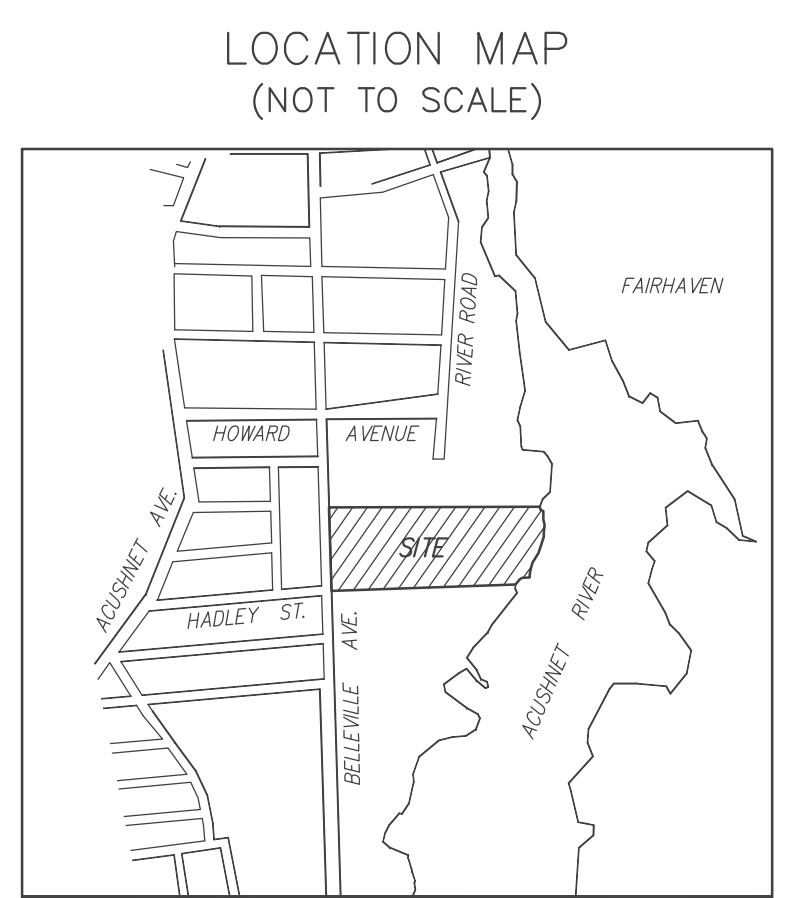 LOCATION MAP
(NOT TO SCALE)
FAIRHAVEN
RIVER ROAD
HOWARD AVENUE
ACUSHNET AVE.
SITE
HADLEY ST.
BELLEVILLE AVE.
ACUSHNET RIVER